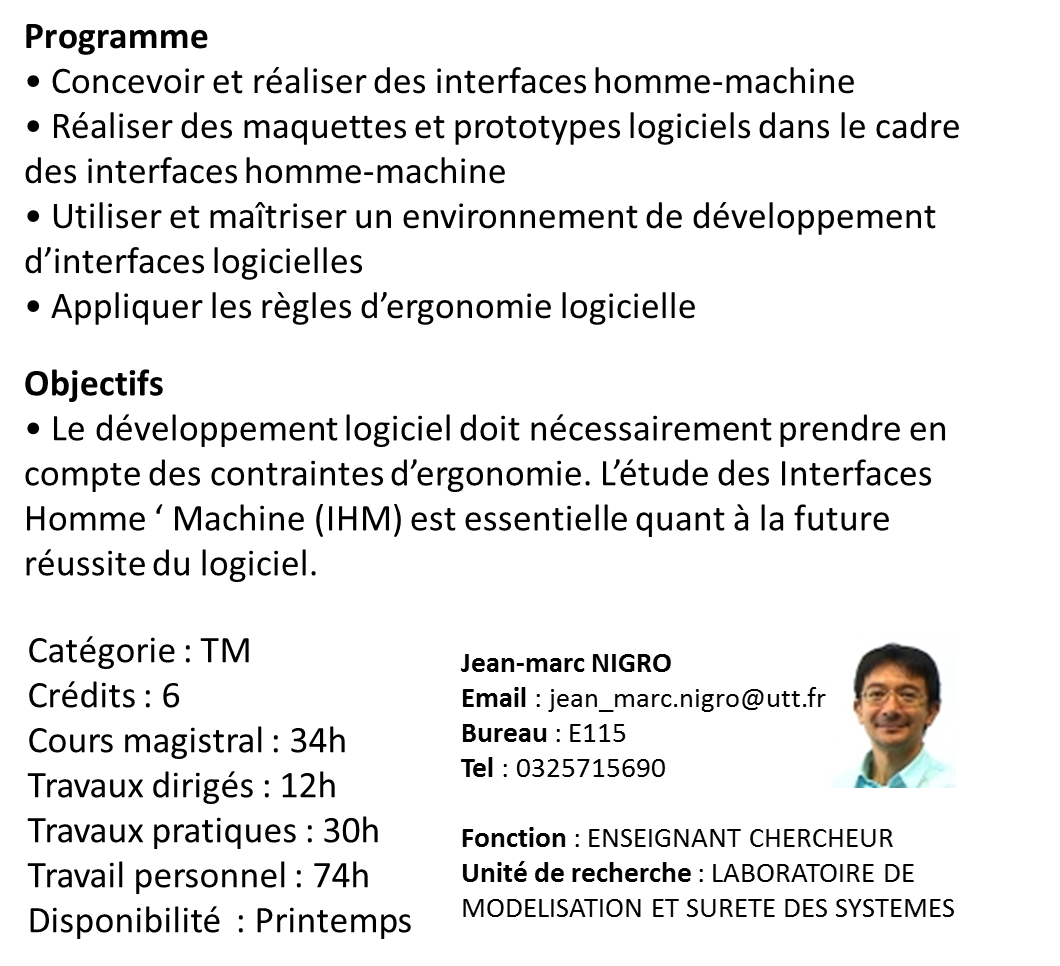 Programme
• Concevoir et réaliser des interfaces homme-machine
• Réaliser des maquettes et prototypes logiciels dans le cadre
des interfaces homme-machine
• Utiliser et maîtriser un environnement de développement
d’interfaces logicielles
• Appliquer les règles d’ergonomie logicielle
Objectifs
• Le développement logiciel doit nécessairement prendre en
compte des contraintes d’ergonomie. L’étude des Interfaces
Homme ‘ Machine (IHM) est essentielle quant à la future
réussite du logiciel.
Catégorie : TM
Crédits : 6
Cours magistral : 34h
Travaux dirigés : 12h
Travaux pratiques : 30h
Travail personnel : 74h
Disponibilité  : Printemps
Jean-marc NIGRO
Email : jean_marc.nigro@utt.fr
Bureau : E115
Tel : 0325715690
Fonction : ENSEIGNANT CHERCHEUR
Unité de recherche : LABORATOIRE DE
MODELISATION ET SURETE DES SYSTEMES